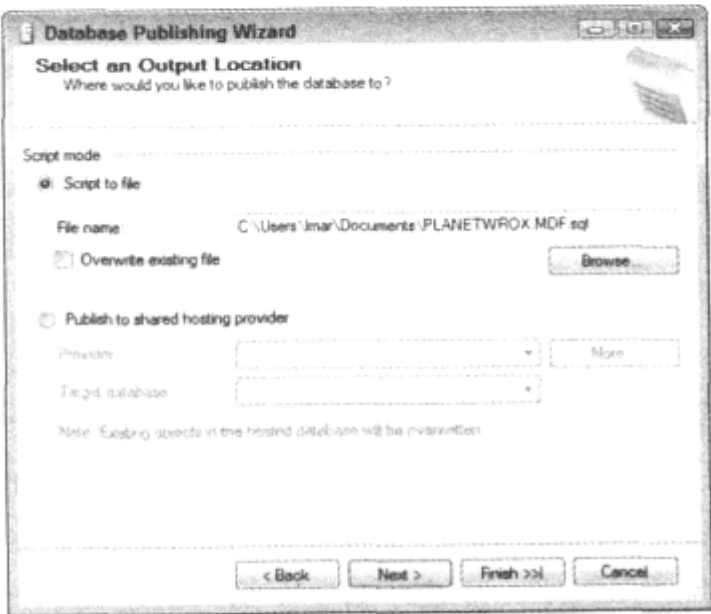 Database Publishing Wizard
Select an Output Location
Where would you like to publish the database to?
Script mode
Script to file
File name C:\Users\Imar\Documents\PLANETWROX.MDF.sql
Overwrite existing file Browse...
Publish to shared hosting provider
Provider More...
Target database
Note: Existing objects in the hosted database will be overwritten
< Back Next > Finish >>| Cancel